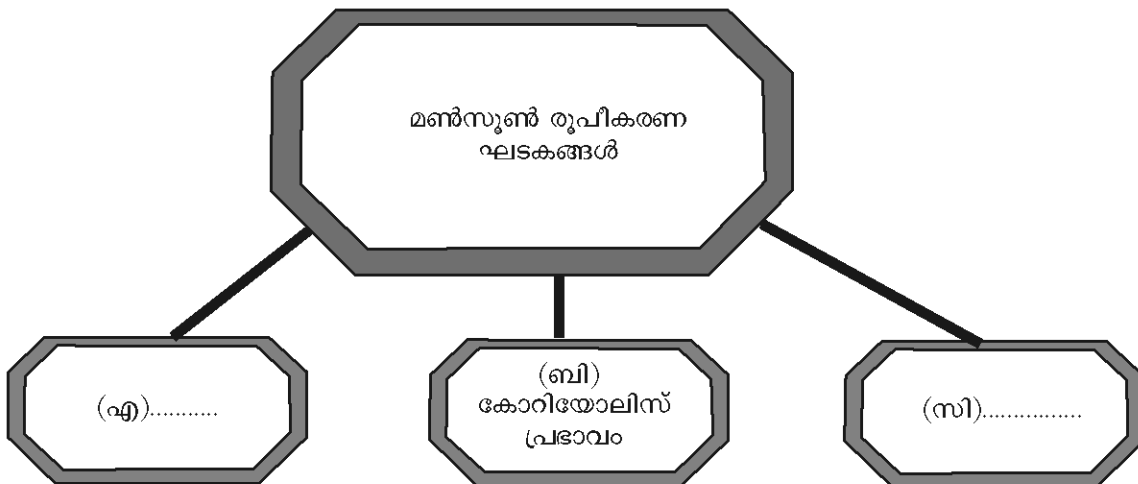 മൺസൂൺ രൂപീകരണ
ഘടകങ്ങൾ
(എ)...........
(ബി)
കോറിയോലിസ്
പ്രഭാവം
(സി)................